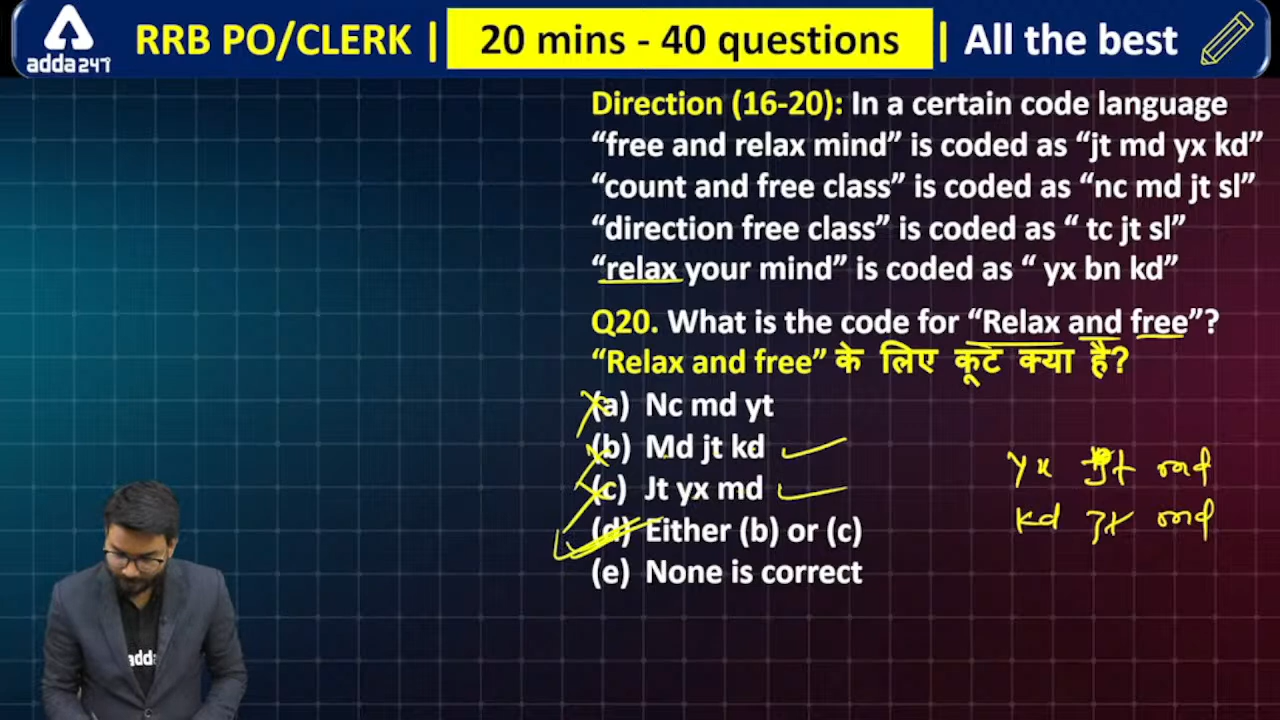 adda247
RRB PO/CLERK | 20 mins - 40 questions | All the best
Direction (16-20): In a certain code language
“free and relax mind” is coded as “jt md yx kd”
“count and free class” is coded as “nc md jt sl”
“direction free class” is coded as “ tc jt sl”
“relax your mind” is coded as “ yx bn kd”
Q20. What is the code for “Relax and free”?
“Relax and free” के लिए कूट क्या है?
(a) Nc md yt
(b) Md jt kd
(c) Jt yx md
(d) Either (b) or (c)
(e) None is correct
yx jt md
kd jt md
adda